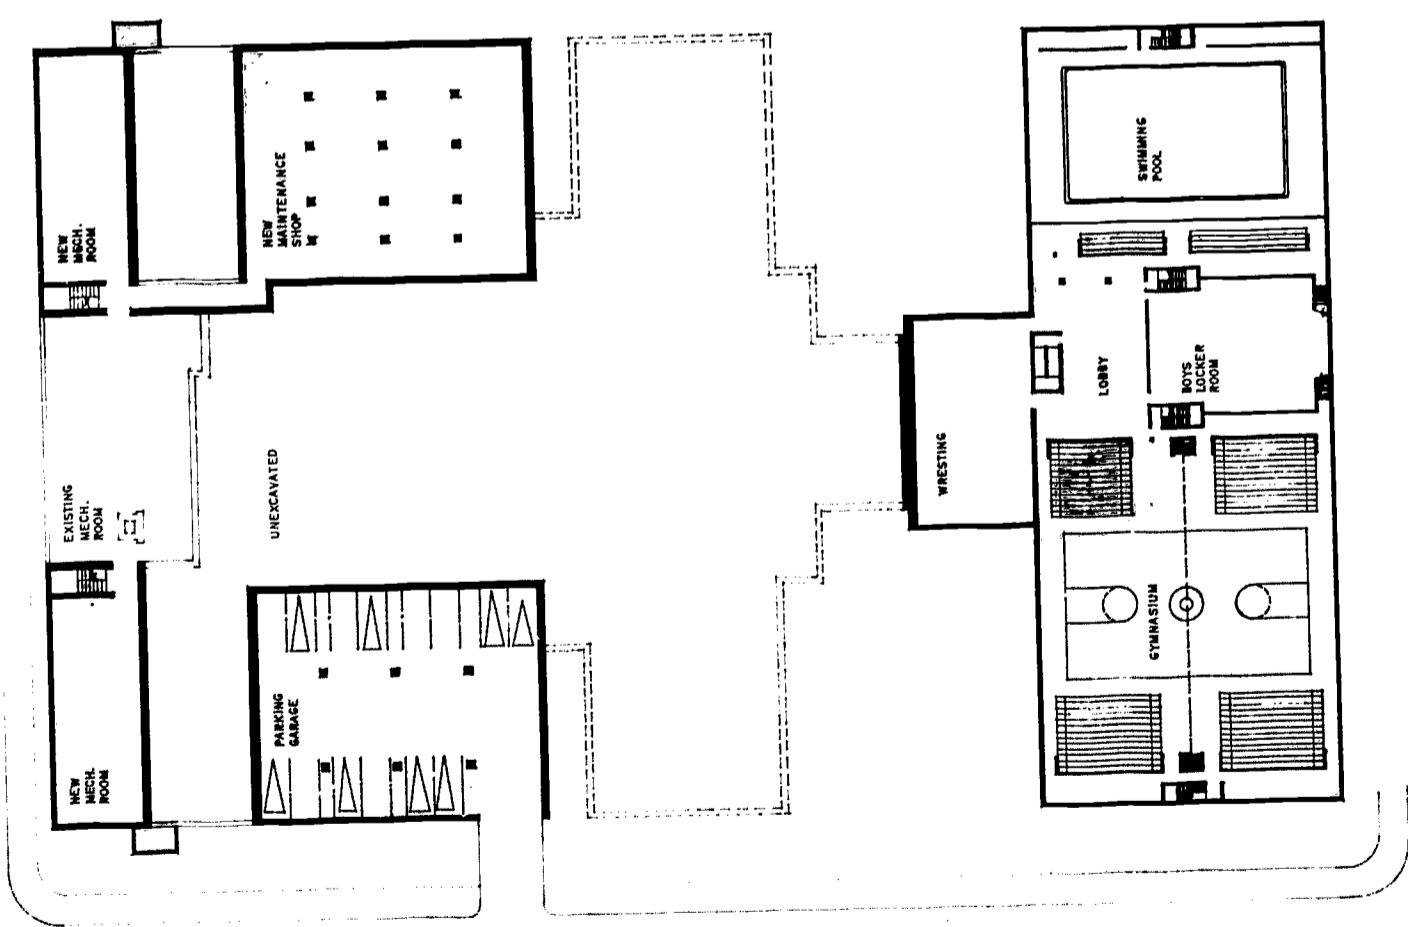 NEW
MECH.
ROOM
NEW
MAINTENANCE
SHOP
SWIMMING
POOL
EXISTING
MECH.
ROOM
UNEXCAVATED
WRESTING
LOBBY
BOYS
LOCKER
ROOM
GYMNASIUM
NEW
MECH.
ROOM
PARKING
GARAGE